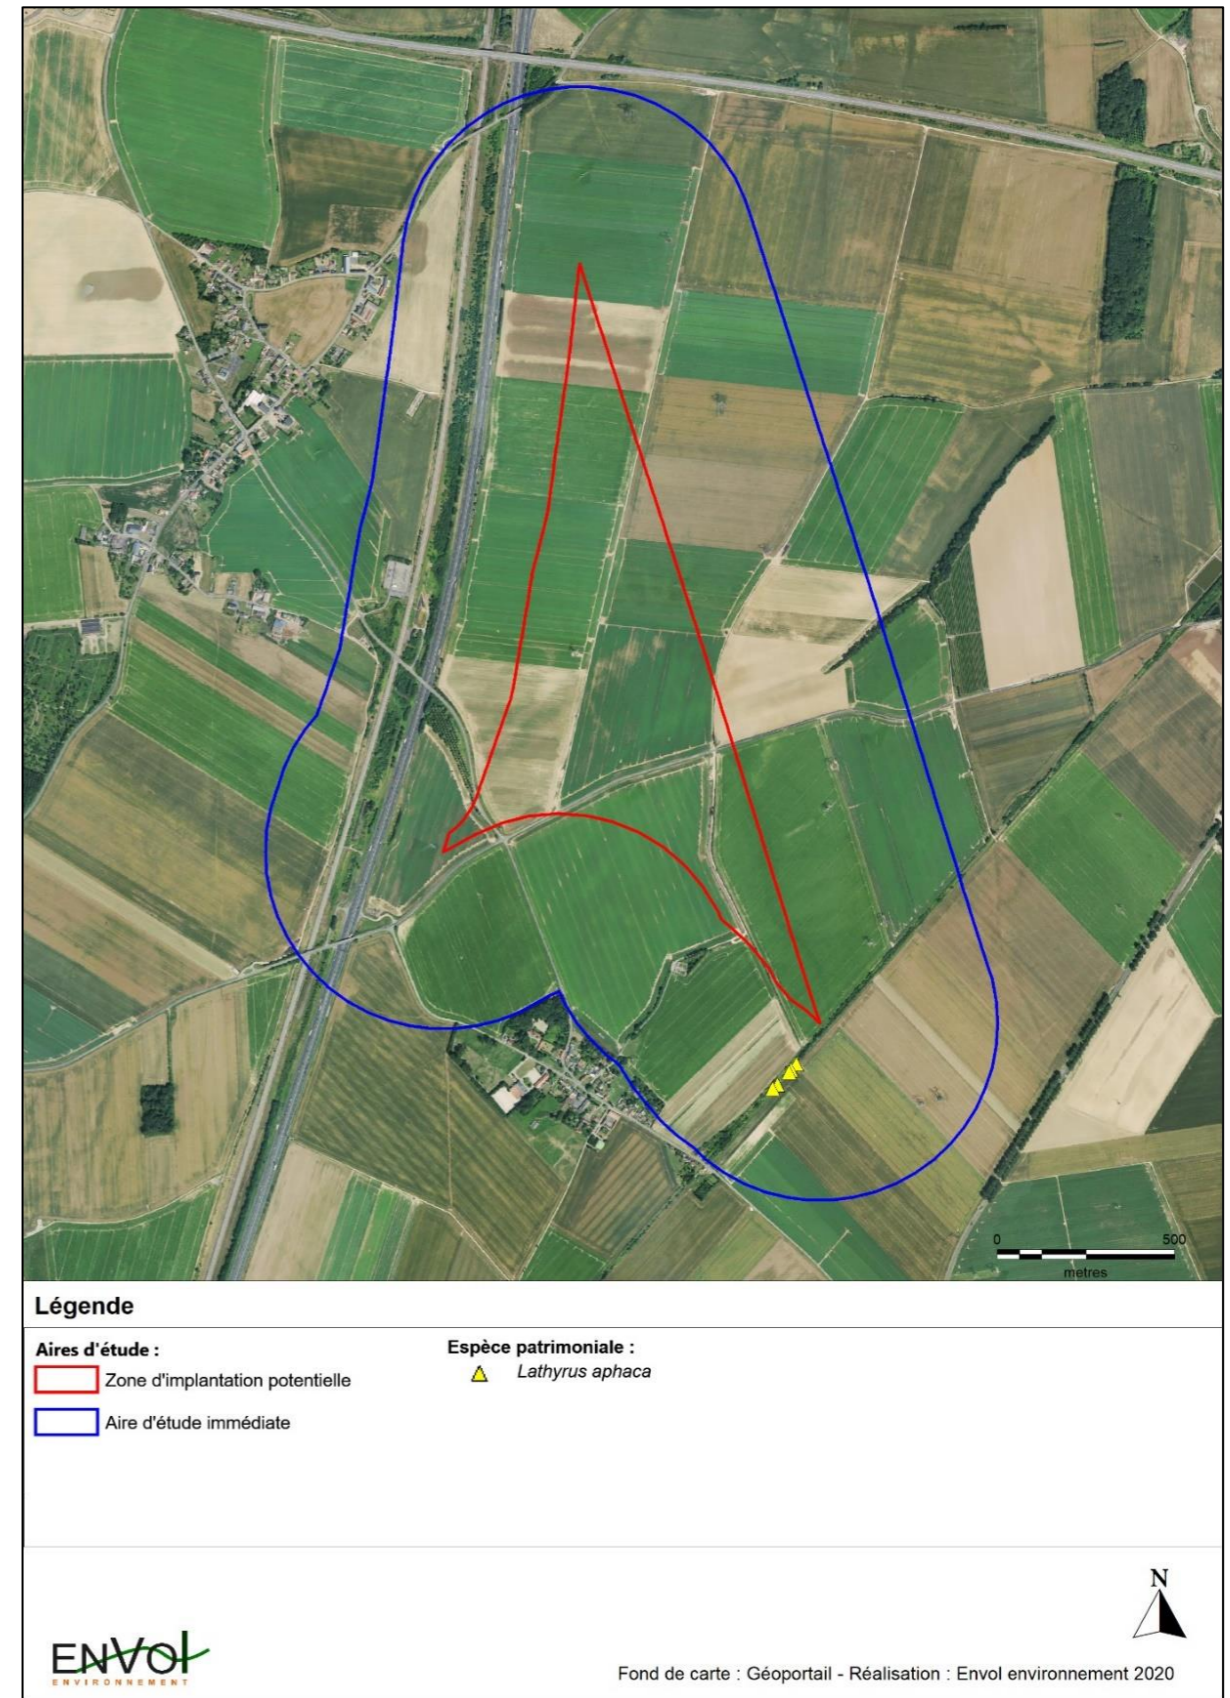 0 500
metres
Légende
Aires d'étude :
Zone d'implantation potentielle
Aire d'étude immédiate
Espèce patrimoniale :
Lathyrus aphaca
N
ENVOl
ENVIRONNEMENT
Fond de carte : Géoportail - Réalisation : Envol environnement 2020